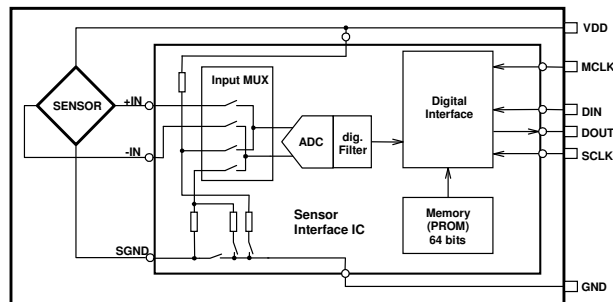 VDD
MCLK
Input MUX
+IN
SENSOR
Digital
Interface
DIN
DOUT
ADC
dig.
Filter
-IN
SCLK
Sensor
Interface IC
Memory
(PROM)
64 bits
SGND
GND